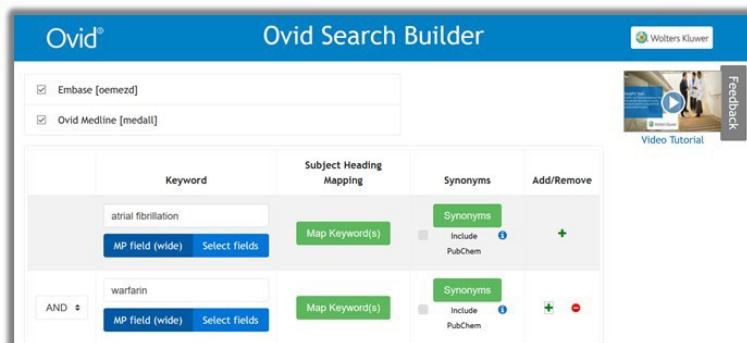 Ovid®
Ovid Search Builder
Wolters Kluwer
Embase [oemezd]
Ovid Medline [medall]
Feedback
Video Tutorial
Keyword
Subject Heading
Mapping
Synonyms
Add/Remove
atrial fibrillation
MP field (wide) Select fields
Map Keyword(s)
Synonyms
Include
PubChem
AND
warfarin
MP field (wide) Select fields
Map Keyword(s)
Synonyms
Include
PubChem